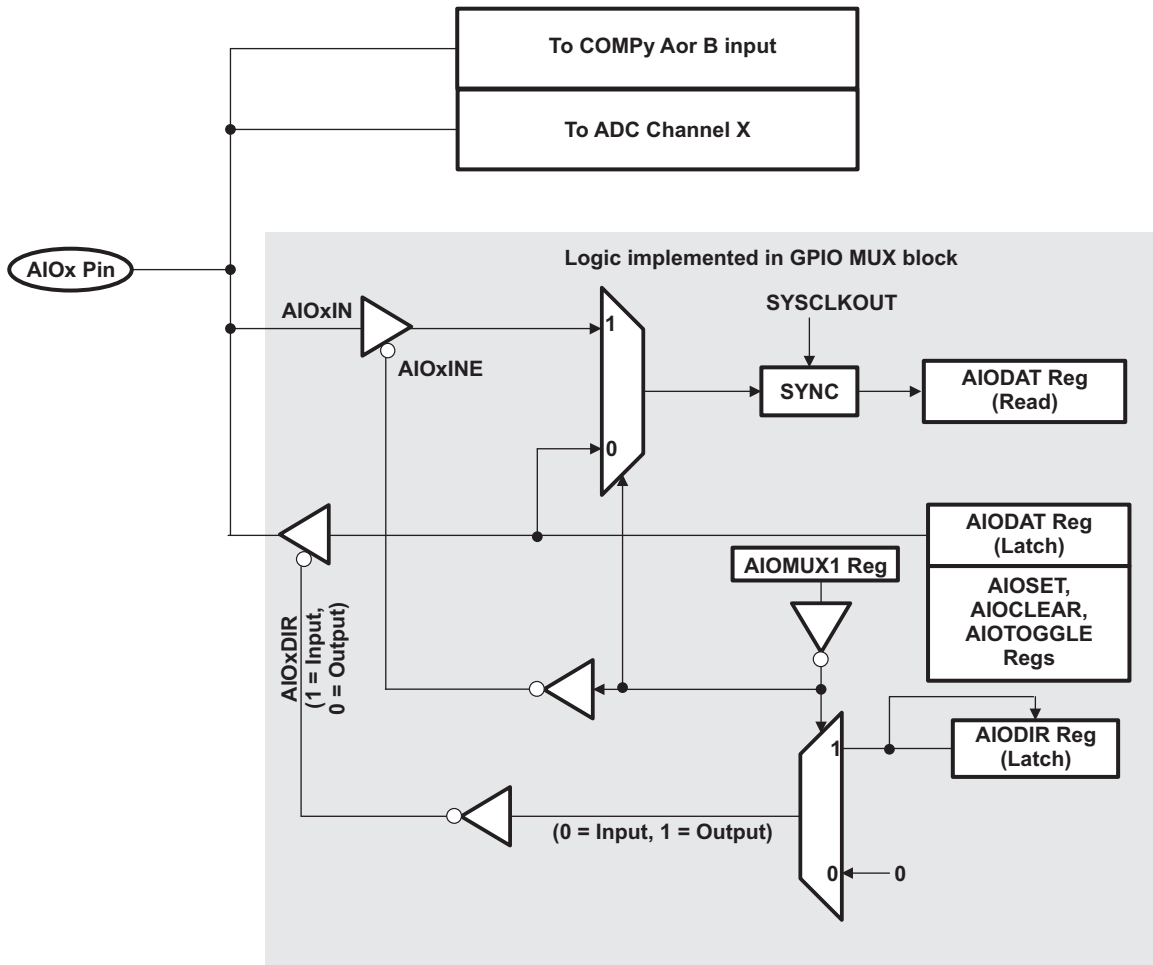 To COMPy Aor B input
To ADC Channel X
AIOx Pin
Logic implemented in GPIO MUX block
AIOxIN
AIOxINE
1
0
SYSCLKOUT
SYNC
AIODAT Reg
(Read)
AIODAT Reg
(Latch)
AIOSET,
AIOCLEAR,
AIOTOGGLE
Regs
AIOMUX1 Reg
AIOxDIR
(1 = Input,
0 = Output)
1
AIODIR Reg
(Latch)
(0 = Input, 1 = Output)
0
0